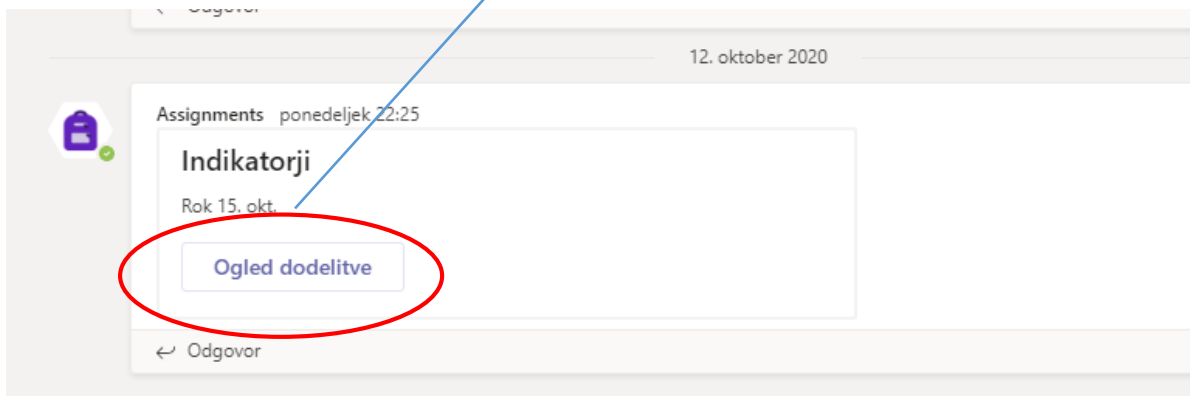 Odgovor
12. oktober 2020
Assignments ponedeljek 22:25
Indikatorji
Rok 15. okt.
Ogled dodelitve
Odgovor